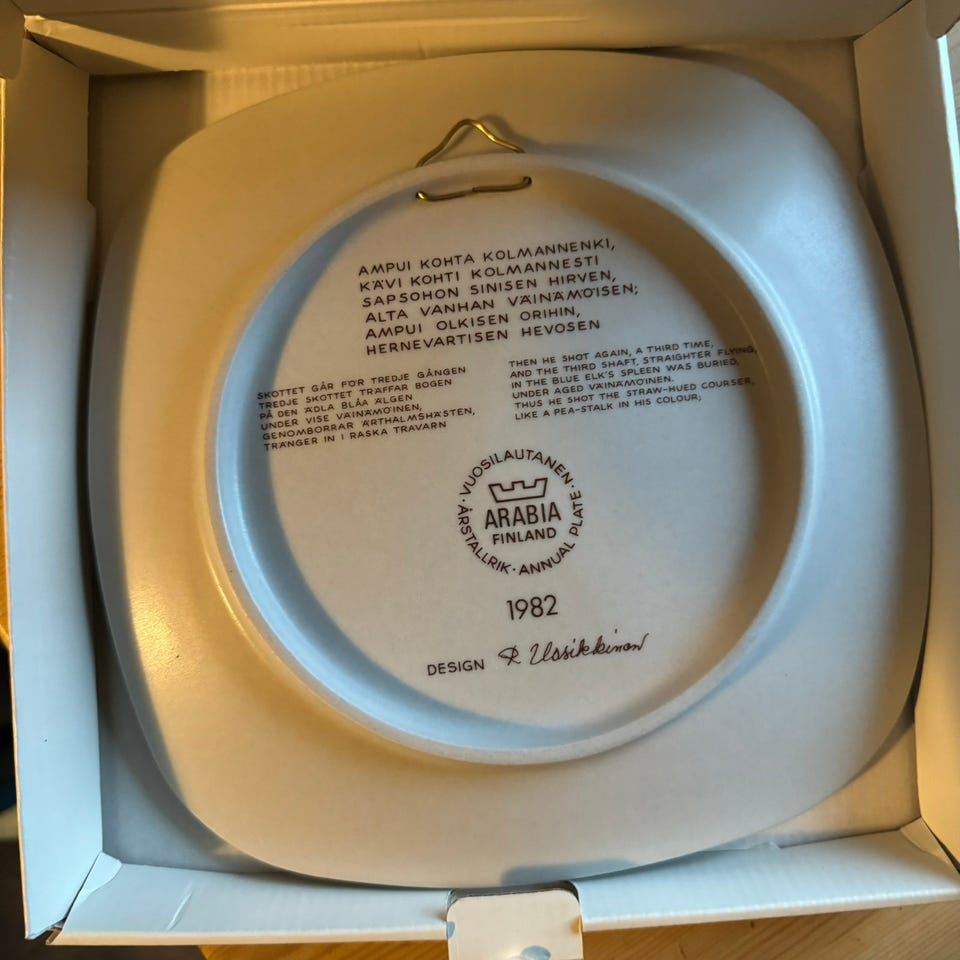 AMPUI KOHTA KOLMANNENKI,
KÄVI KOHTI KOLMANNESTI
SAPSOHON SINISEN HIRVEN,
ALTA VANHAN VÄINÄMÖISEN;
AMPUI OLKISEN ORIHIN,
HERNEVARTISEN HEVOSEN
SKOTTET GÅR FÖR TREDJE GÅNGEN
TREDJE SKOTTET TRÄFFAR BOGEN
PÅ DEN ÄDLA BLÅA ÄLGEN
UNDER VISE VÄINÄMÖINEN,
GENOMBORRAR ÄRTHALMSHÄSTEN,
TRÄNGER IN I RASKA TRAVARN
THEN HE SHOT AGAIN, A THIRD TIME,
AND THE THIRD SHAFT, STRAIGHTER FLYING,
IN THE BLUE ELK'S SPLEEN WAS BURIED,
UNDER AGED VÄINÄMÖINEN.
THUS HE SHOT THE STRAW-HUED COURSER,
LIKE A PEA-STALK IN HIS COLOUR;
· VUOSILAUTANEN ·
ARABIA
FINLAND
ÅRSTALLRIK · ANNUAL PLATE
1982
DESIGN R. Uosikkinen